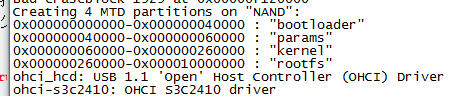 Creating 4 MTD partitions on "NAND":
0x000000000000-0x000000040000 : "bootloader"
0x000000040000-0x000000060000 : "params"
0x000000060000-0x000000260000 : "kernel"
0x000000260000-0x000010000000 : "rootfs"
ohci_hcd: USB 1.1 'Open' Host Controller (OHCI) Driver
ohci-s3c2410: OHCI S3C2410 driver